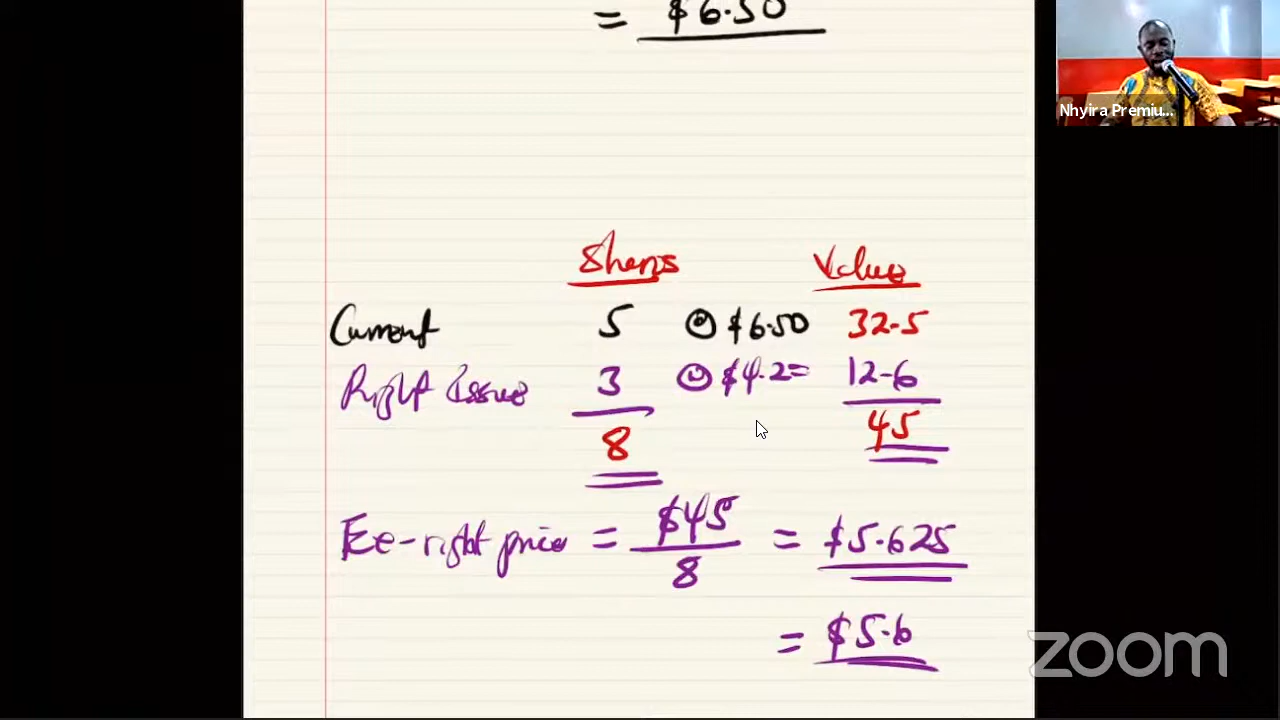 = $6.50
Nhyira Premiu...
Shares Value
Current 5 @ $6.50 32.5
Right Issue 3 @ $4.2= 12.6
8 45
Ex-right price = $45/8 = $5.625
= $5.6
zoom